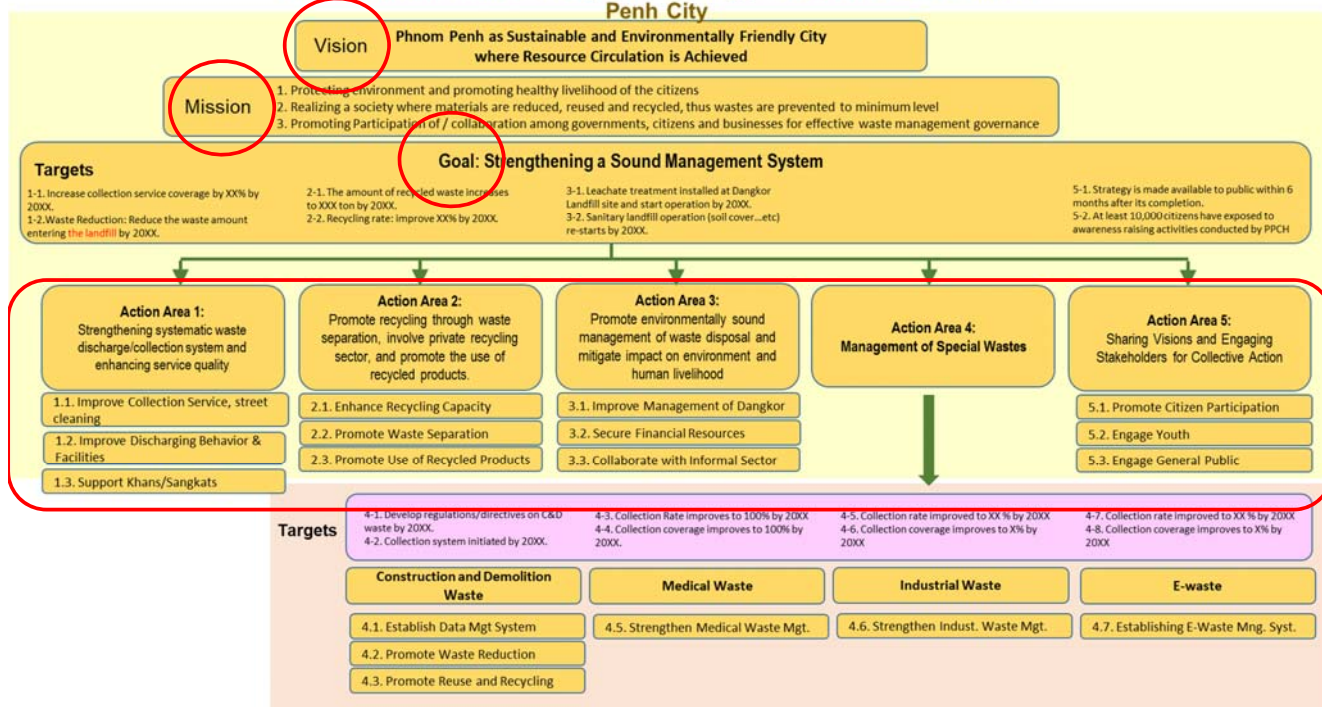 Penh City
Vision
Phnom Penh as Sustainable and Environmentally Friendly City
where Resource Circulation is Achieved
Mission
1. Protecting environment and promoting healthy livelihood of the citizens
2. Realizing a society where materials are reduced, reused and recycled, thus wastes are prevented to minimum level
3. Promoting Participation of / collaboration among governments, citizens and businesses for effective waste management governance
Goal: Strengthening a Sound Management System
Targets
1-1. Increase collection service coverage by XX% by
20XX.
1-2.Waste Reduction: Reduce the waste amount
entering the landfill by 20XX.
2-1. The amount of recycled waste increases
to XXX ton by 20XX.
2-2. Recycling rate: improve XX% by 20XX.
3-1. Leachate treatment installed at Dangkor
Landfill site and start operation by 20XX.
3-2. Sanitary landfill operation (soil cover...etc)
re-starts by 20XX.
5-1. Strategy is made available to public within 6
months after its completion.
5-2. At least 10,000 citizens have exposed to
awareness raising activities conducted by PPCH
Action Area 1:
Strengthening systematic waste
discharge/collection system and
enhancing service quality
1.1. Improve Collection Service, street
cleaning
1.2. Improve Discharging Behavior &
Facilities
1.3. Support Khans/Sangkats
Action Area 2:
Promote recycling through waste
separation, involve private recycling
sector, and promote the use of
recycled products.
2.1. Enhance Recycling Capacity
2.2. Promote Waste Separation
2.3. Promote Use of Recycled Products
Action Area 3:
Promote environmentally sound
management of waste disposal and
mitigate impact on environment and
human livelihood
3.1. Improve Management of Dangkor
3.2. Secure Financial Resources
3.3. Collaborate with Informal Sector
Action Area 4:
Management of Special Wastes
Action Area 5:
Sharing Visions and Engaging
Stakeholders for Collective Action
5.1. Promote Citizen Participation
5.2. Engage Youth
5.3. Engage General Public
Targets
4-1. Develop regulations/directives on C&D
waste by 20XX.
4-2. Collection system initiated by 20XX.
4-3. Collection Rate improves to 100% by 20XX
4-4. Collection coverage improves to 100% by
20XX.
4-5. Collection rate improved to XX % by 20XX
4-6. Collection coverage improves to X% by
20XX
4-7. Collection rate improved to XX % by 20XX
4-8. Collection coverage improves to X% by
20XX
Construction and Demolition
Waste
4.1. Establish Data Mgt System
4.2. Promote Waste Reduction
4.3. Promote Reuse and Recycling
Medical Waste
4.5. Strengthen Medical Waste Mgt.
Industrial Waste
4.6. Strengthen Indust. Waste Mgt.
E-waste
4.7. Establishing E-Waste Mng. Syst.